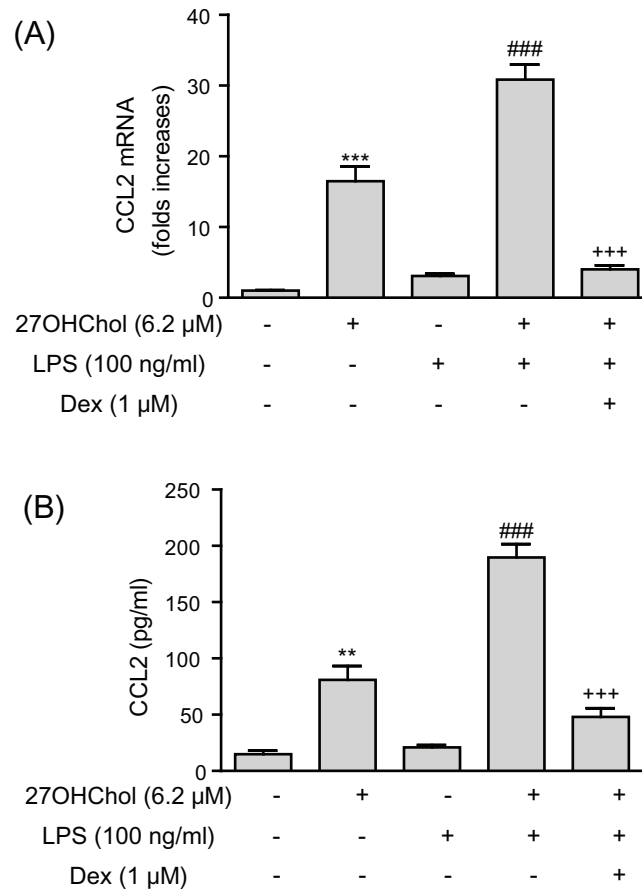 (A)
CCL2 mRNA
(folds increases)
40
30
20
10
0
***
###
+++
27OHChol (6.2 µM) - + - + +
LPS (100 ng/ml) - - + + +
Dex (1 µM) - - - - +
(B)
CCL2 (pg/ml)
250
200
150
100
50
0
**
###
+++
27OHChol (6.2 µM) - + - + +
LPS (100 ng/ml) - - + + +
Dex (1 µM) - - - - +